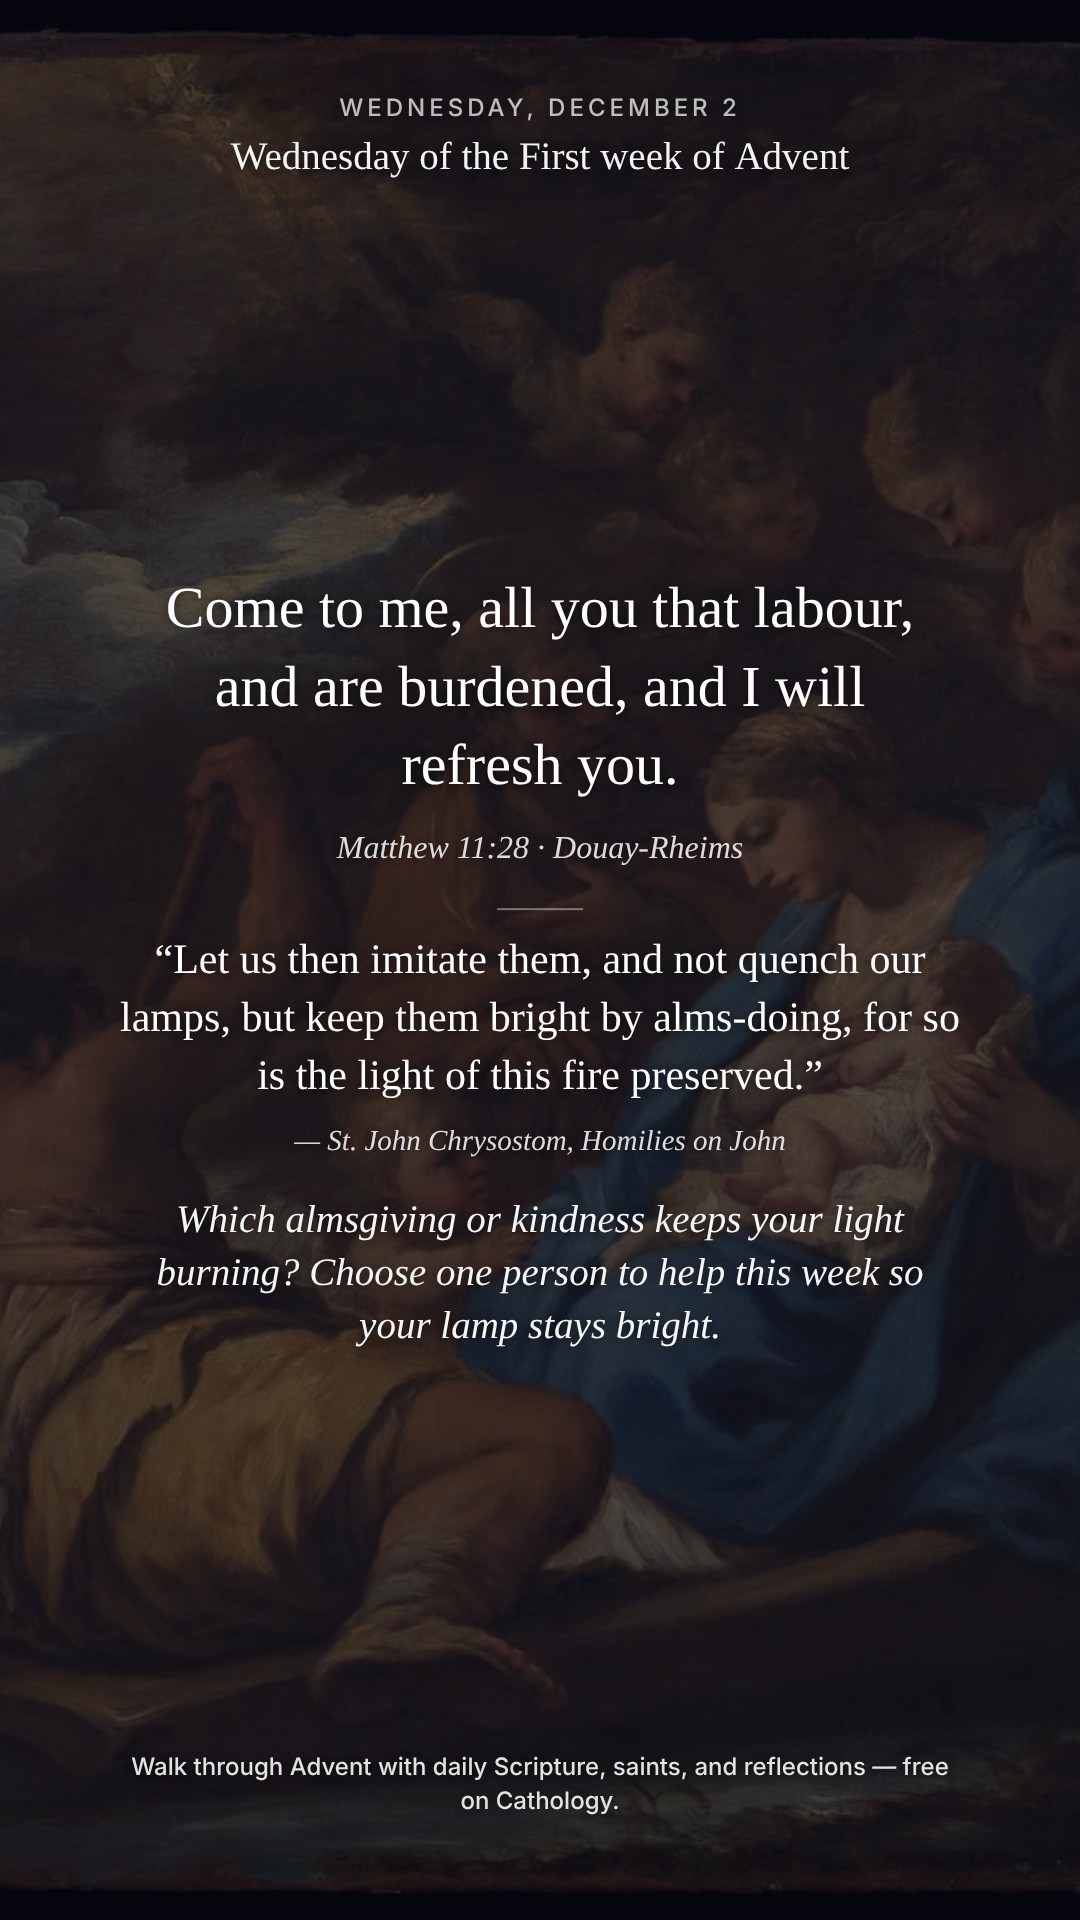 WEDNESDAY, DECEMBER 2
Wednesday of the First week of Advent
Come to me, all you that labour,
and are burdened, and I will
refresh you.
Matthew 11:28 · Douay-Rheims
“Let us then imitate them, and not quench our
lamps, but keep them bright by alms-doing, for so
is the light of this fire preserved.”
— St. John Chrysostom, Homilies on John
Which almsgiving or kindness keeps your light
burning? Choose one person to help this week so
your lamp stays bright.
Walk through Advent with daily Scripture, saints, and reflections — free
on Cathology.